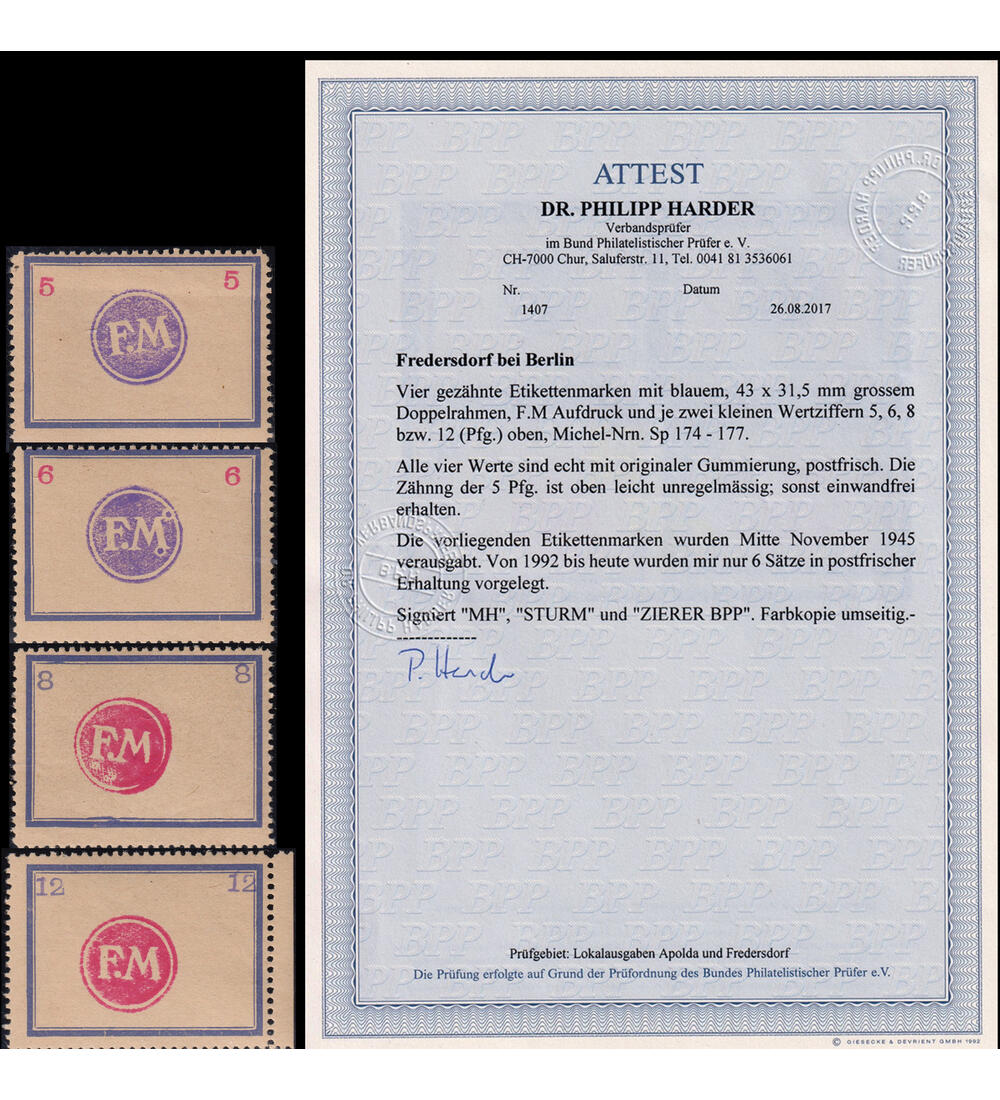 5 5
F.M
6 6
F.M.
8 8
F.M
12 12
F.M
ATTEST
DR. PHILIPP HARDER
Verbandsprüfer
im Bund Philatelistischer Prüfer e. V.
CH-7000 Chur, Saluferstr. 11, Tel. 0041 81 3536061
Nr. Datum
1407 26.08.2017
Fredersdorf bei Berlin
Vier gezähnte Etikettenmarken mit blauem, 43 x 31,5 mm grossem
Doppelrahmen, F.M Aufdruck und je zwei kleinen Wertziffern 5, 6, 8
bzw. 12 (Pfg.) oben, Michel-Nrn. Sp 174 - 177.
Alle vier Werte sind echt mit originaler Gummierung, postfrisch. Die
Zähnng der 5 Pfg. ist oben leicht unregelmässig; sonst einwandfrei
erhalten.
Die vorliegenden Etikettenmarken wurden Mitte November 1945
verausgabt. Von 1992 bis heute wurden mir nur 6 Sätze in postfrischer
Erhaltung vorgelegt.
Signiert "MH", "STURM" und "ZIERER BPP". Farbkopie umseitig.-
--------------
P. Harder
Prüfgebiet: Lokalausgaben Apolda und Fredersdorf
Die Prüfung erfolgte auf Grund der Prüfordnung des Bundes Philatelistischer Prüfer e.V.
© GIESECKE & DEVRIENT GMBH 1992